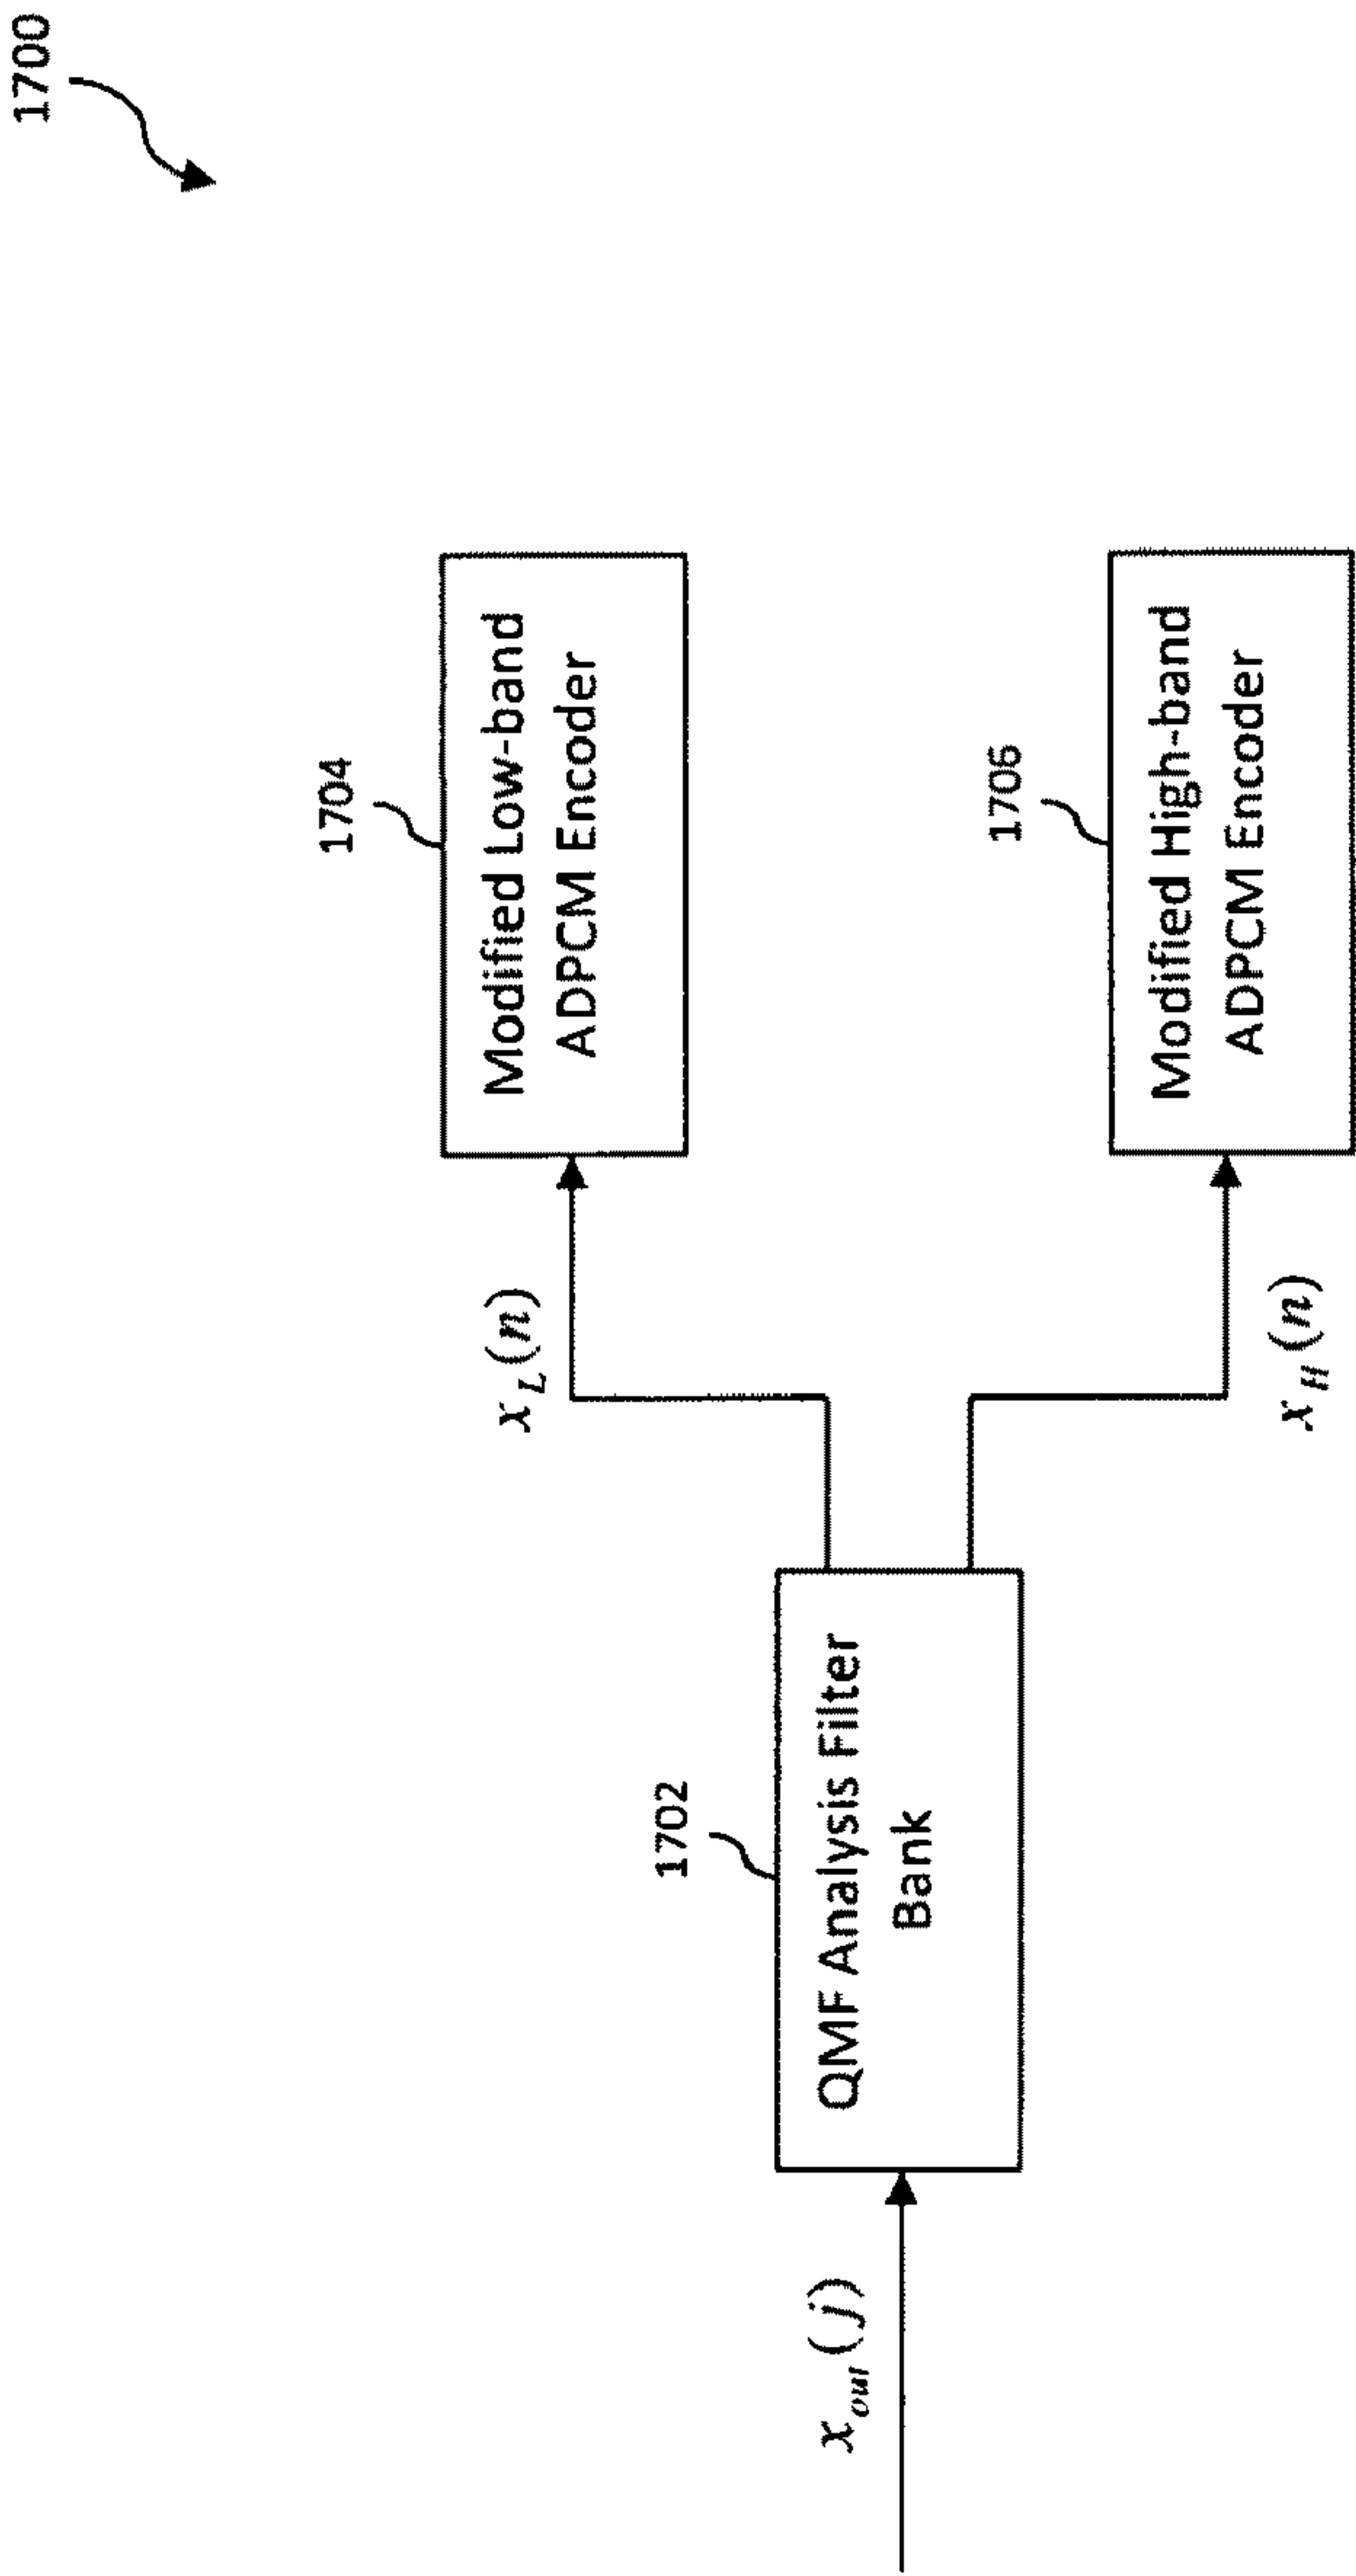 1700
1704
Modified Low-band
ADPCM Encoder
x_L(n)
1702
QMF Analysis Filter
Bank
x_out(j)
1706
Modified High-band
ADPCM Encoder
x_H(n)